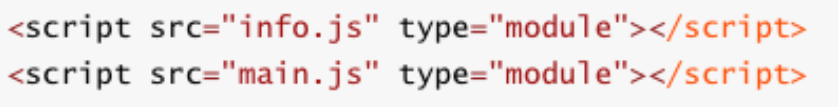 <script src="info.js" type="module"></script>
<script src="main.js" type="module"></script>